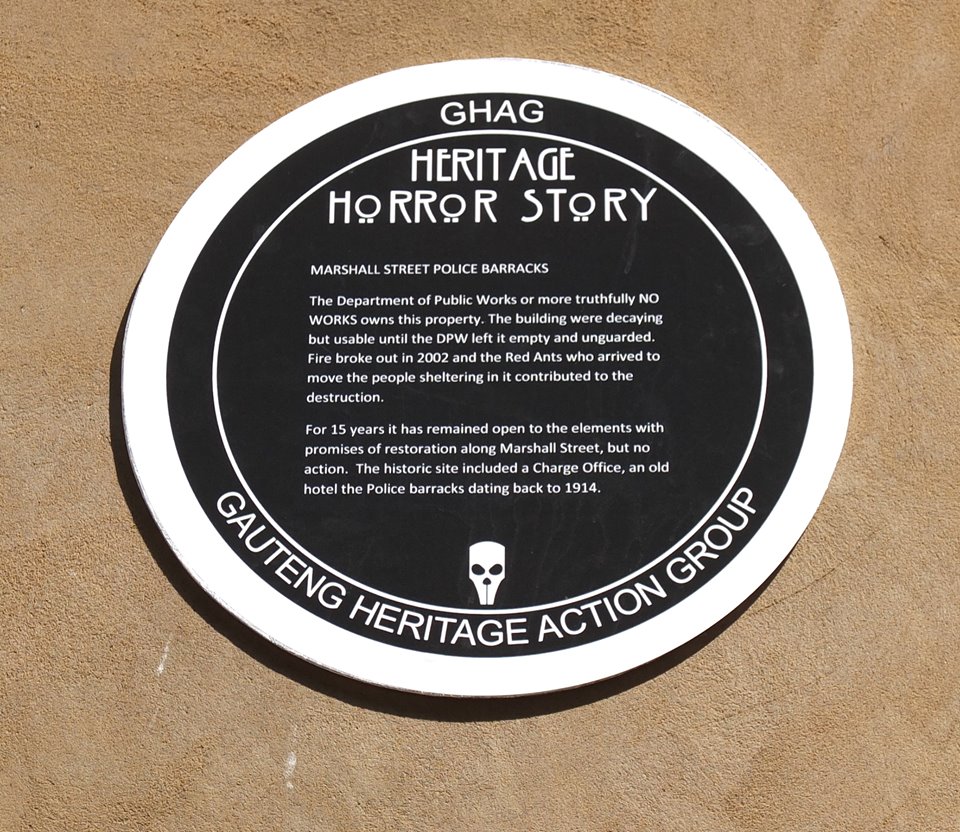 GHAG
HERITAGE
HORROR STORY
MARSHALL STREET POLICE BARRACKS
The Department of Public Works or more truthfully NO
WORKS owns this property. The building were decaying
but usable until the DPW left it empty and unguarded.
Fire broke out in 2002 and the Red Ants who arrived to
move the people sheltering in it contributed to the
destruction.
For 15 years it has remained open to the elements with
promises of restoration along Marshall Street, but no
action. The historic site included a Charge Office, an old
hotel the Police barracks dating back to 1914.
GAUTENG HERITAGE ACTION GROUP